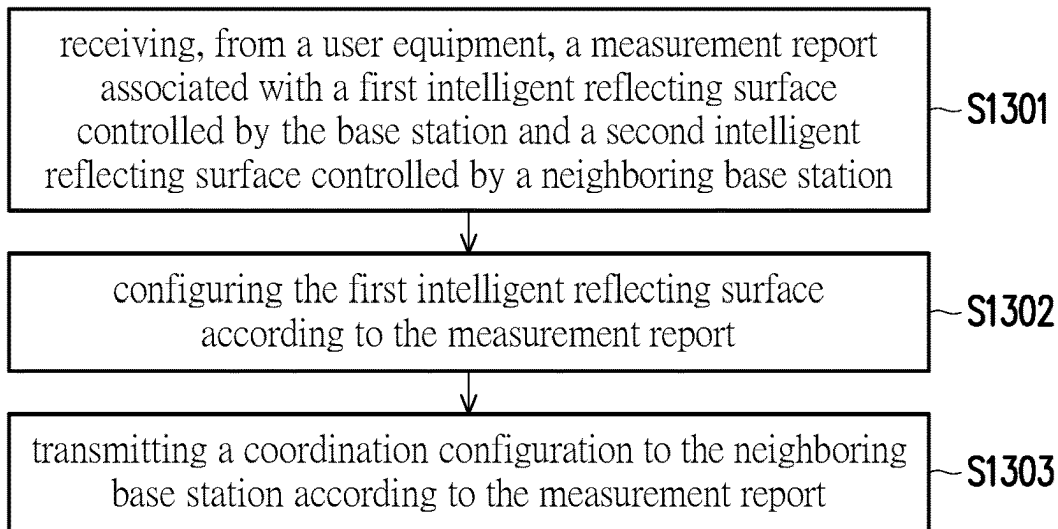 receiving, from a user equipment, a measurement report
associated with a first intelligent reflecting surface
controlled by the base station and a second intelligent
reflecting surface controlled by a neighboring base station
S1301
configuring the first intelligent reflecting surface
according to the measurement report
S1302
transmitting a coordination configuration to the neighboring
base station according to the measurement report
S1303